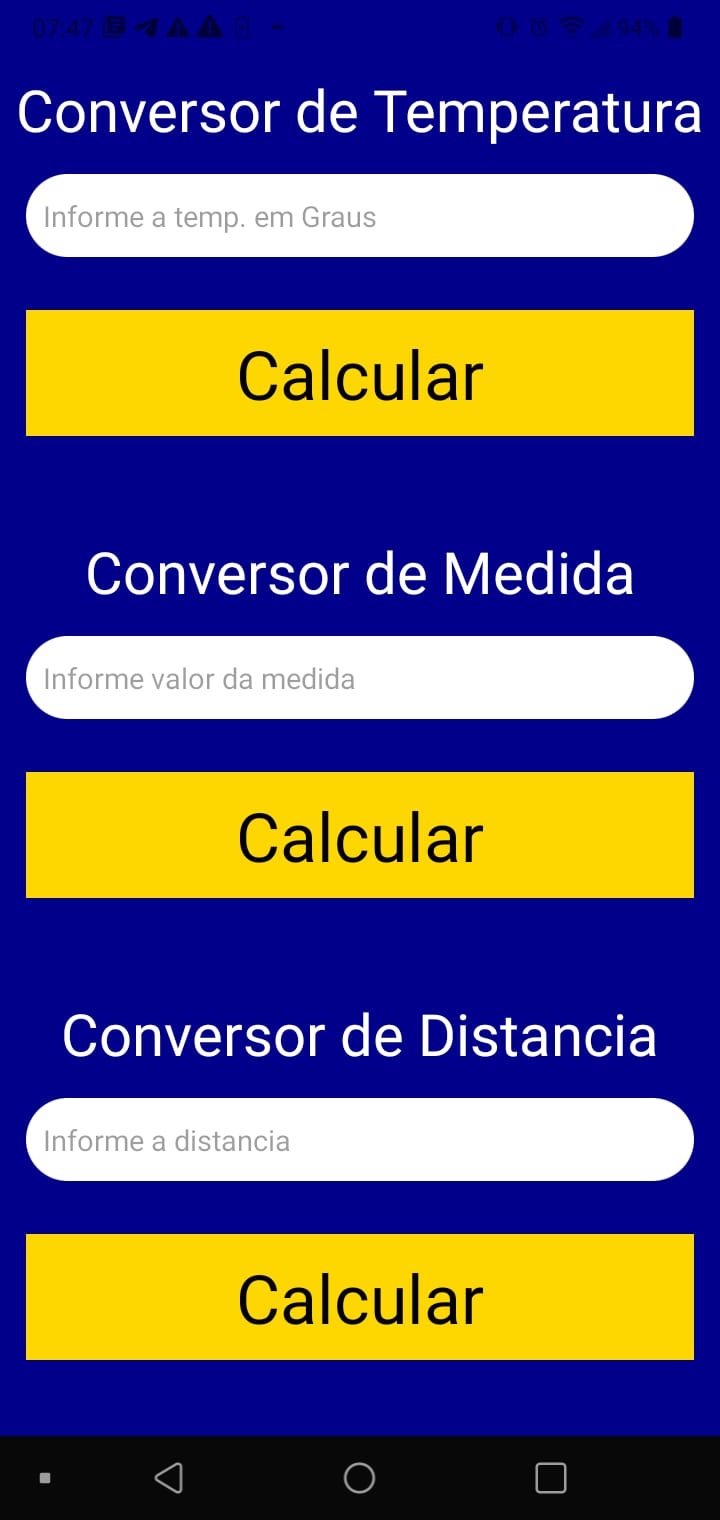 07:47 94%
Conversor de Temperatura
Informe a temp. em Graus
Calcular
Conversor de Medida
Informe valor da medida
Calcular
Conversor de Distancia
Informe a distancia
Calcular